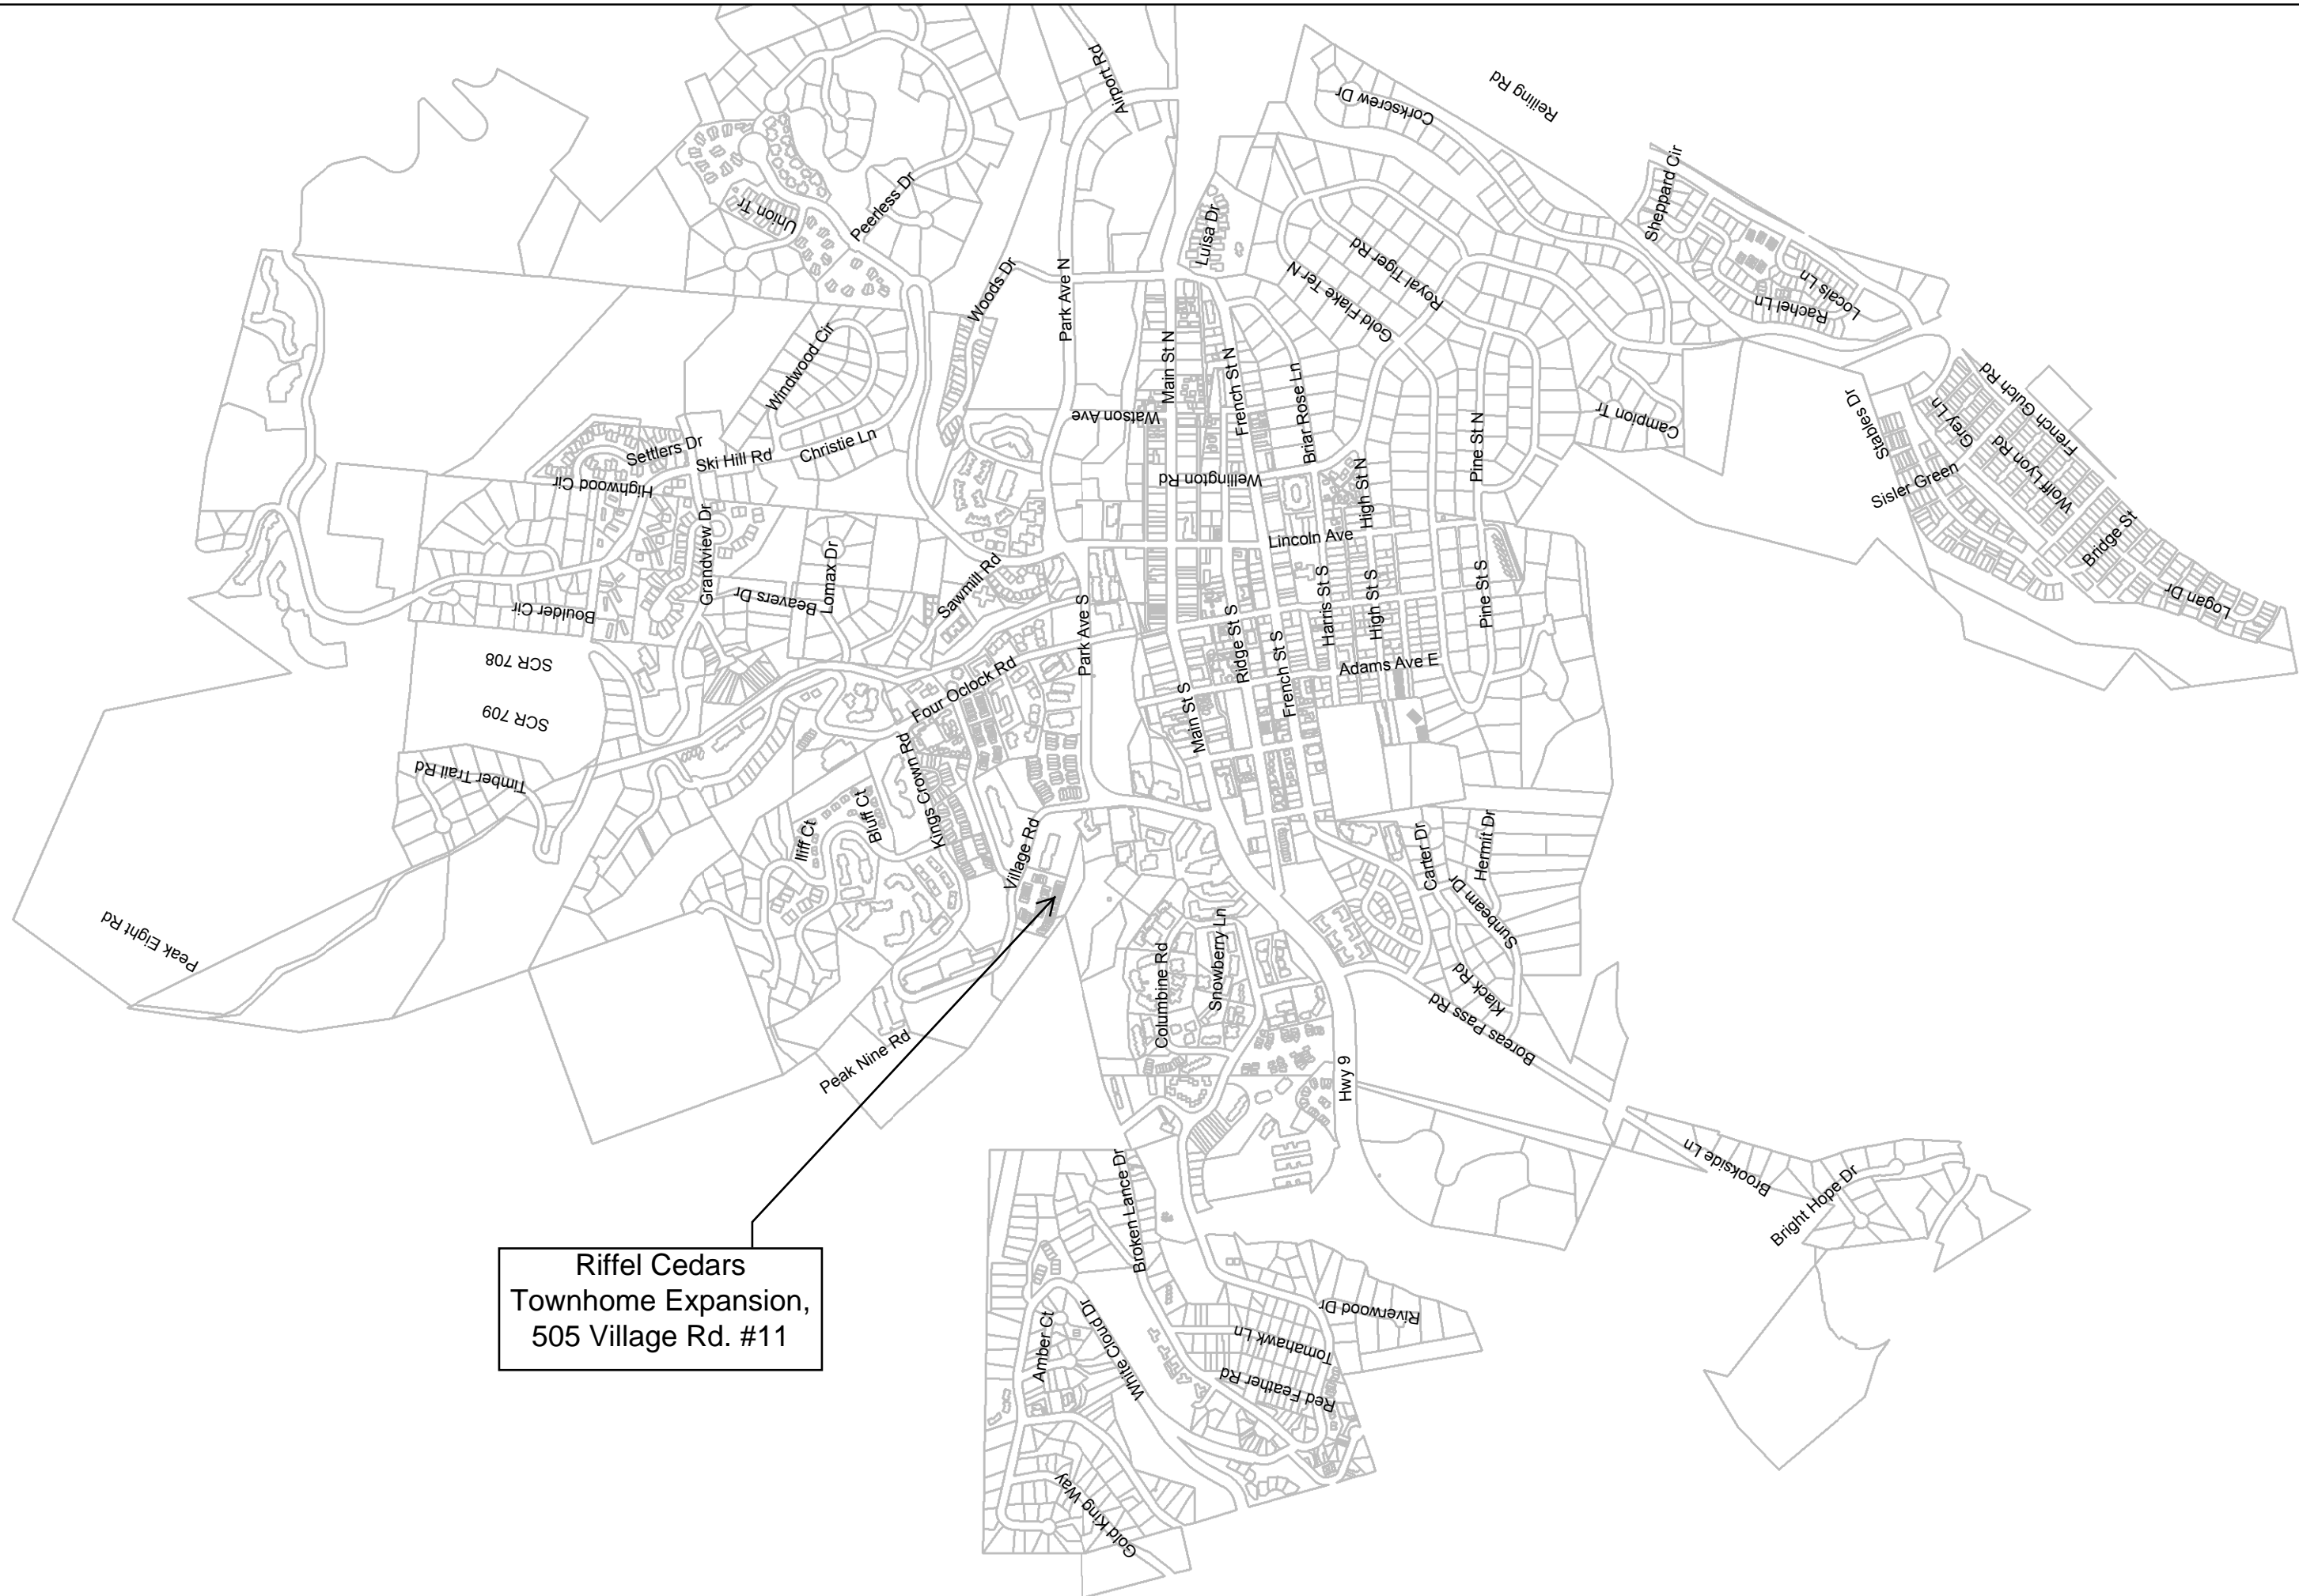 Airport Rd
Reiling Rd
Corkscrew Dr
Sheppard Cir
Union Tr
Peerless Dr
Luisa Dr
Royal Tiger Rd
Gold Flake Ter N
Locals Ln
Rachel Ln
Woods Dr
Park Ave N
Windwood Cir
Main St N
French St N
Briar Rose Ln
Watson Ave
Campion Tr
Pine St N
Stables Dr
Grey Ln
French Gulch Rd
Wolff Lyon Rd
Sisler Green
Settlers Dr
Ski Hill Rd
Christie Ln
Highwood Cir
Wellington Rd
High St N
Grandview Dr
Lincoln Ave
Bridge St
Lomax Dr
Sawmill Rd
Beavers Dr
Boulder Cir
Harris St S
High St S
Pine St S
Logan Dr
Park Ave S
Ridge St S
French St S
Adams Ave E
SCR 708
SCR 709
Four Oclock Rd
Main St S
Timber Trail Rd
Kings Crown Rd
Bluff Ct
Iliff Ct
Village Rd
Carter Dr
Hermit Dr
Sunbeam Dr
Peak Eight Rd
Columbine Rd
Snowberry Ln
Klack Rd
Boreas Pass Rd
Peak Nine Rd
Hwy 9
Brookside Ln
Bright Hope Dr
Broken Lance Dr
Riffel Cedars
Townhome Expansion,
505 Village Rd. #11
Amber Ct
White Cloud Dr
Riverwood Dr
Tomahawk Ln
Red Feather Rd
Gold King Way